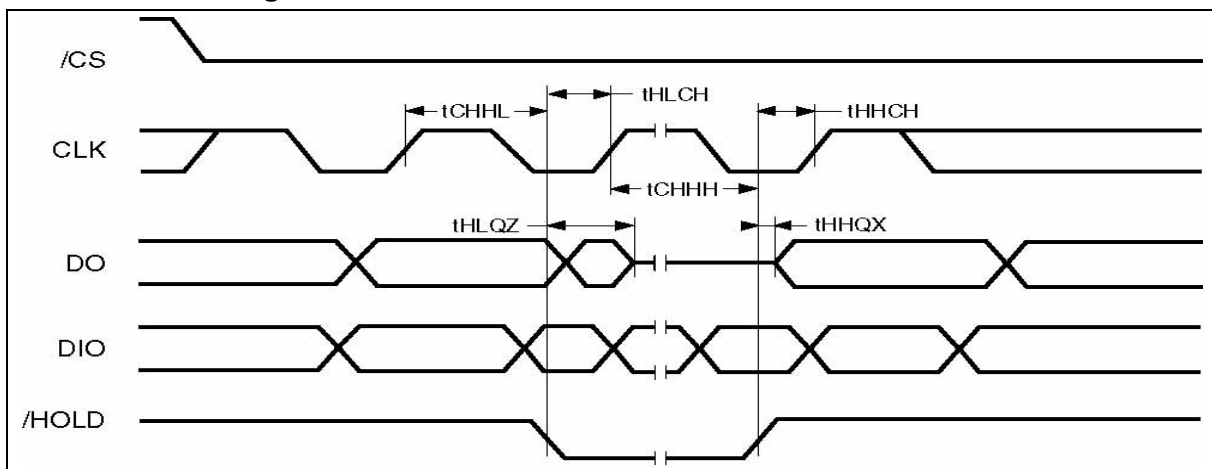 /CS
tHLCH
tCHHL
tHHCH
CLK
tCHHH
tHLQZ
tHHQX
DO
DIO
/HOLD